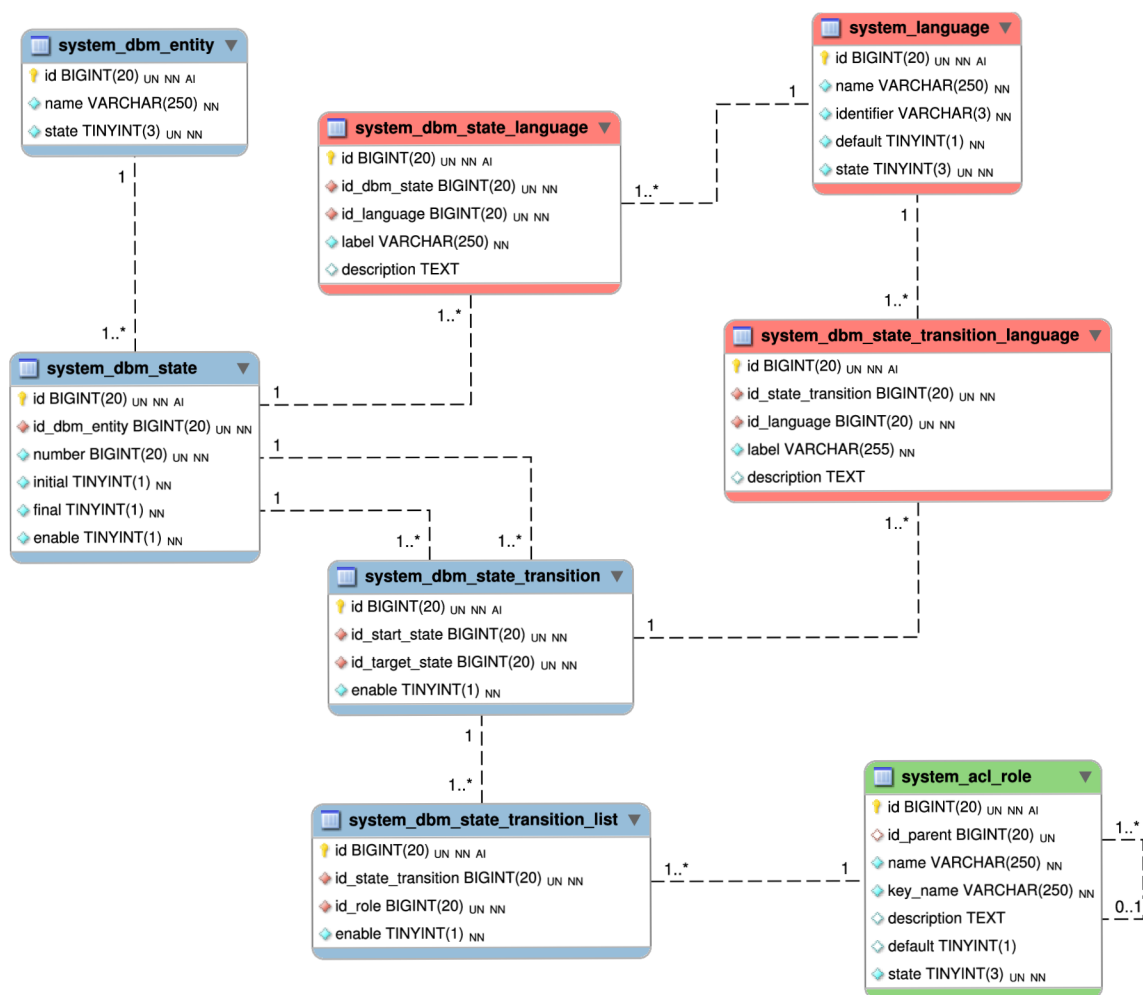 system_dbm_entity
id BIGINT(20) UN NN AI
name VARCHAR(250) NN
state TINYINT(3) UN NN
1
1..*
system_language
id BIGINT(20) UN NN AI
name VARCHAR(250) NN
identifier VARCHAR(3) NN
default TINYINT(1) NN
state TINYINT(3) UN NN
1
1..*
1
1..*
system_dbm_state_language
id BIGINT(20) UN NN AI
id_dbm_state BIGINT(20) UN NN
id_language BIGINT(20) UN NN
label VARCHAR(250) NN
description TEXT
1..*
1
system_dbm_state_transition_language
id BIGINT(20) UN NN AI
id_state_transition BIGINT(20) UN NN
id_language BIGINT(20) UN NN
label VARCHAR(255) NN
description TEXT
1..*
1
system_dbm_state
id BIGINT(20) UN NN AI
id_dbm_entity BIGINT(20) UN NN
number BIGINT(20) UN NN
initial TINYINT(1) NN
final TINYINT(1) NN
enable TINYINT(1) NN
1
1
1..*
1..*
system_dbm_state_transition
id BIGINT(20) UN NN AI
id_start_state BIGINT(20) UN NN
id_target_state BIGINT(20) UN NN
enable TINYINT(1) NN
1
1..*
system_dbm_state_transition_list
id BIGINT(20) UN NN AI
id_state_transition BIGINT(20) UN NN
id_role BIGINT(20) UN NN
enable TINYINT(1) NN
1..*
1
system_acl_role
id BIGINT(20) UN NN AI
id_parent BIGINT(20) UN
name VARCHAR(250) NN
key_name VARCHAR(250) NN
description TEXT
default TINYINT(1)
state TINYINT(3) UN NN
1..*
0..1